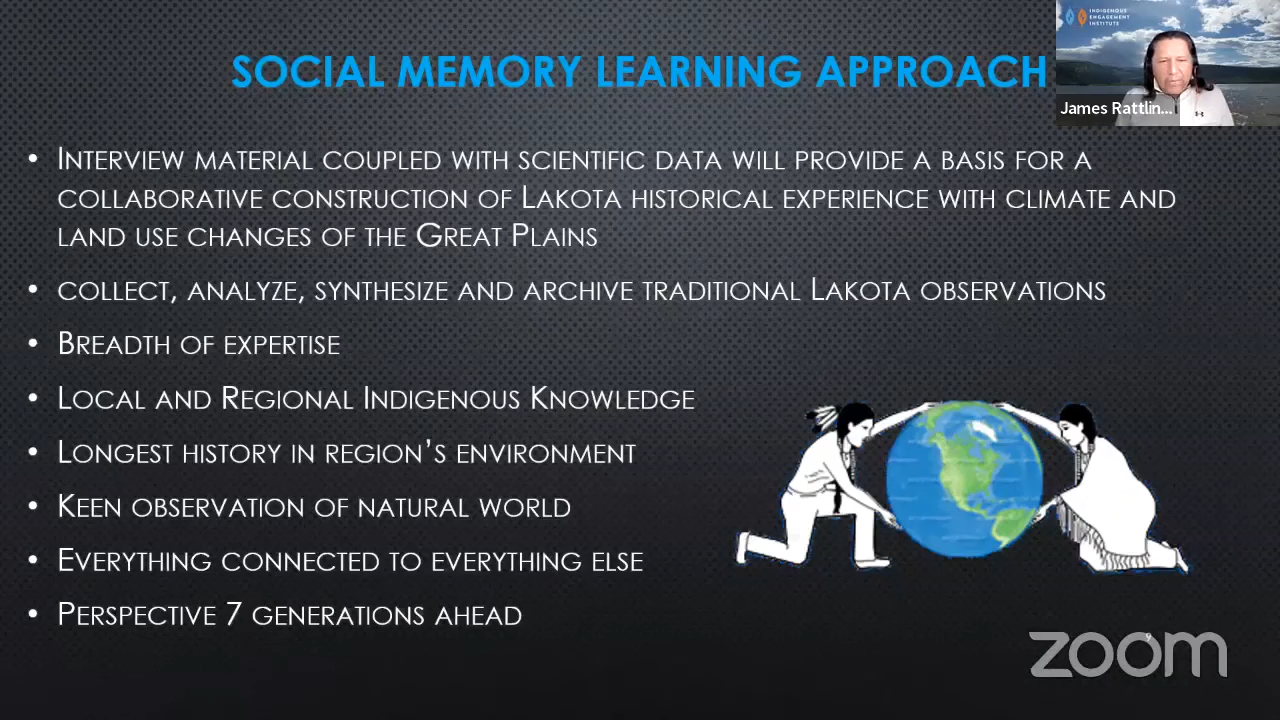 INDIGENOUS
ENGAGEMENT
INSTITUTE
SOCIAL MEMORY LEARNING APPROACH
James Rattlin...
• INTERVIEW MATERIAL COUPLED WITH SCIENTIFIC DATA WILL PROVIDE A BASIS FOR A
COLLABORATIVE CONSTRUCTION OF LAKOTA HISTORICAL EXPERIENCE WITH CLIMATE AND
LAND USE CHANGES OF THE GREAT PLAINS
• COLLECT, ANALYZE, SYNTHESIZE AND ARCHIVE TRADITIONAL LAKOTA OBSERVATIONS
• BREADTH OF EXPERTISE
• LOCAL AND REGIONAL INDIGENOUS KNOWLEDGE
• LONGEST HISTORY IN REGION’S ENVIRONMENT
• KEEN OBSERVATION OF NATURAL WORLD
• EVERYTHING CONNECTED TO EVERYTHING ELSE
• PERSPECTIVE 7 GENERATIONS AHEAD
9
zoom